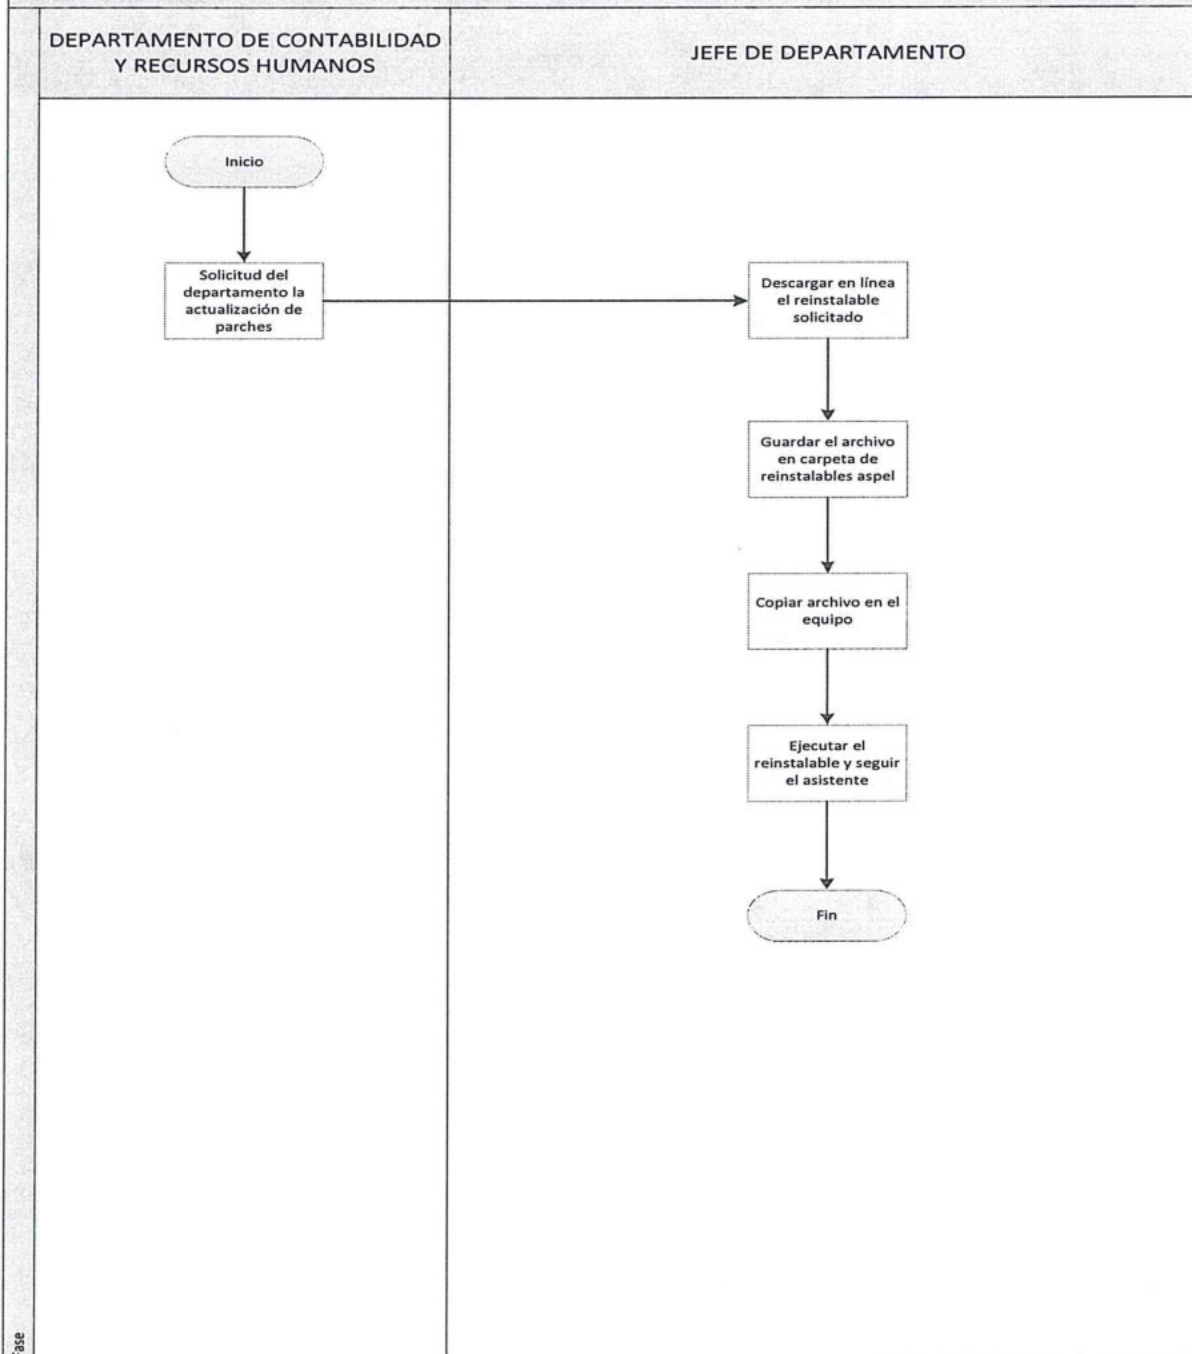 DEPARTAMENTO DE CONTABILIDAD
Y RECURSOS HUMANOS
JEFE DE DEPARTAMENTO
Inicio
Solicitud del
departamento la
actualización de
parches
Descargar en línea
el reinstalable
solicitado
Guardar el archivo
en carpeta de
reinstalables aspel
Copiar archivo en el
equipo
Ejecutar el
reinstalable y seguir
el asistente
Fin
Fase